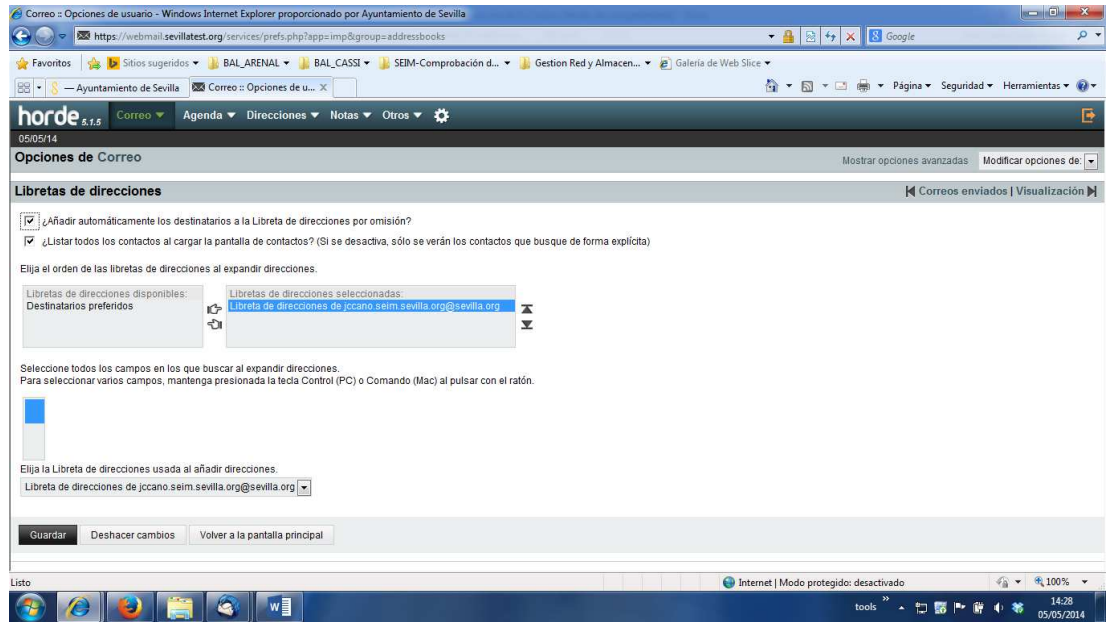 Correo :: Opciones de usuario - Windows Internet Explorer proporcionado por Ayuntamiento de Sevilla
https://webmail.sevillatest.org/services/prefs.php?app=imp&group=addressbooks
Google
Favoritos Sitios sugeridos BAL_ARENAL BAL_CASSI SEIM-Comprobación d... Gestion Red y Almacen... Galería de Web Slice
— Ayuntamiento de Sevilla Correo :: Opciones de u... X Página Seguridad Herramientas
horde 5.1.5 Correo Agenda Direcciones Notas Otros
05/05/14
Opciones de Correo Mostrar opciones avanzadas Modificar opciones de:
Libretas de direcciones Correos enviados | Visualización
¿Añadir automáticamente los destinatarios a la Libreta de direcciones por omisión?
¿Listar todos los contactos al cargar la pantalla de contactos? (Si se desactiva, sólo se verán los contactos que busque de forma explícita)
Elija el orden de las libretas de direcciones al expandir direcciones.
Libretas de direcciones disponibles: Libretas de direcciones seleccionadas:
Destinatarios preferidos Libreta de direcciones de jccano.seim.sevilla.org@sevilla.org
Seleccione todos los campos en los que buscar al expandir direcciones.
Para seleccionar varios campos, mantenga presionada la tecla Control (PC) o Comando (Mac) al pulsar con el ratón.
Elija la Libreta de direcciones usada al añadir direcciones.
Libreta de direcciones de jccano.seim.sevilla.org@sevilla.org
Guardar Deshacer cambios Volver a la pantalla principal
Listo Internet | Modo protegido: desactivado 100%
tools 14:28
05/05/2014